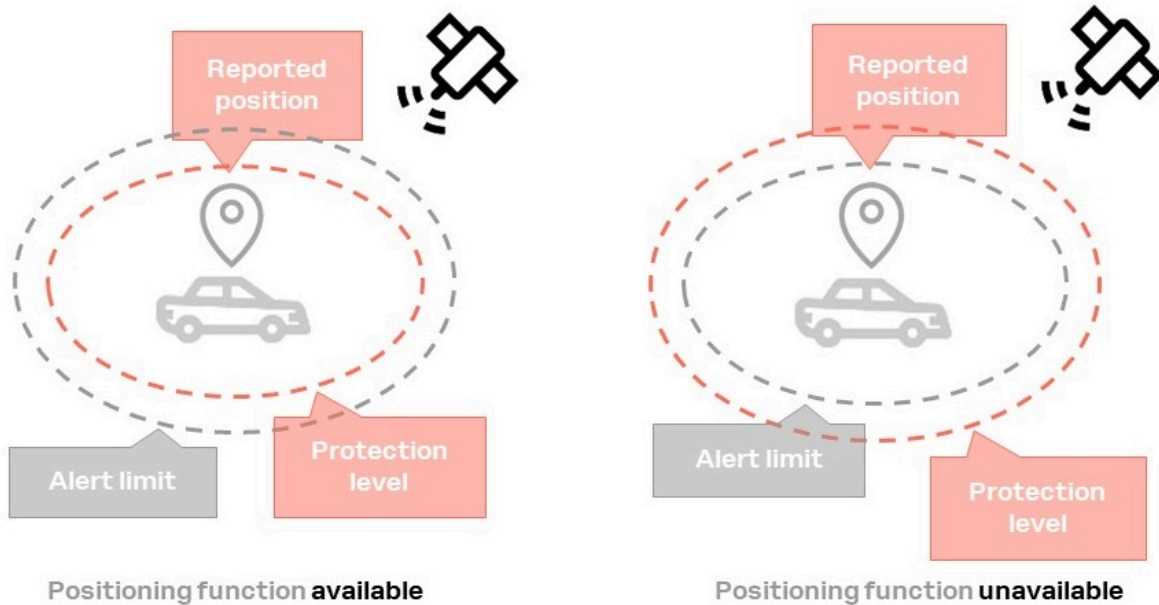 Reported
position
Alert limit
Protection
level
Positioning function available
Reported
position
Alert limit
Protection
level
Positioning function unavailable